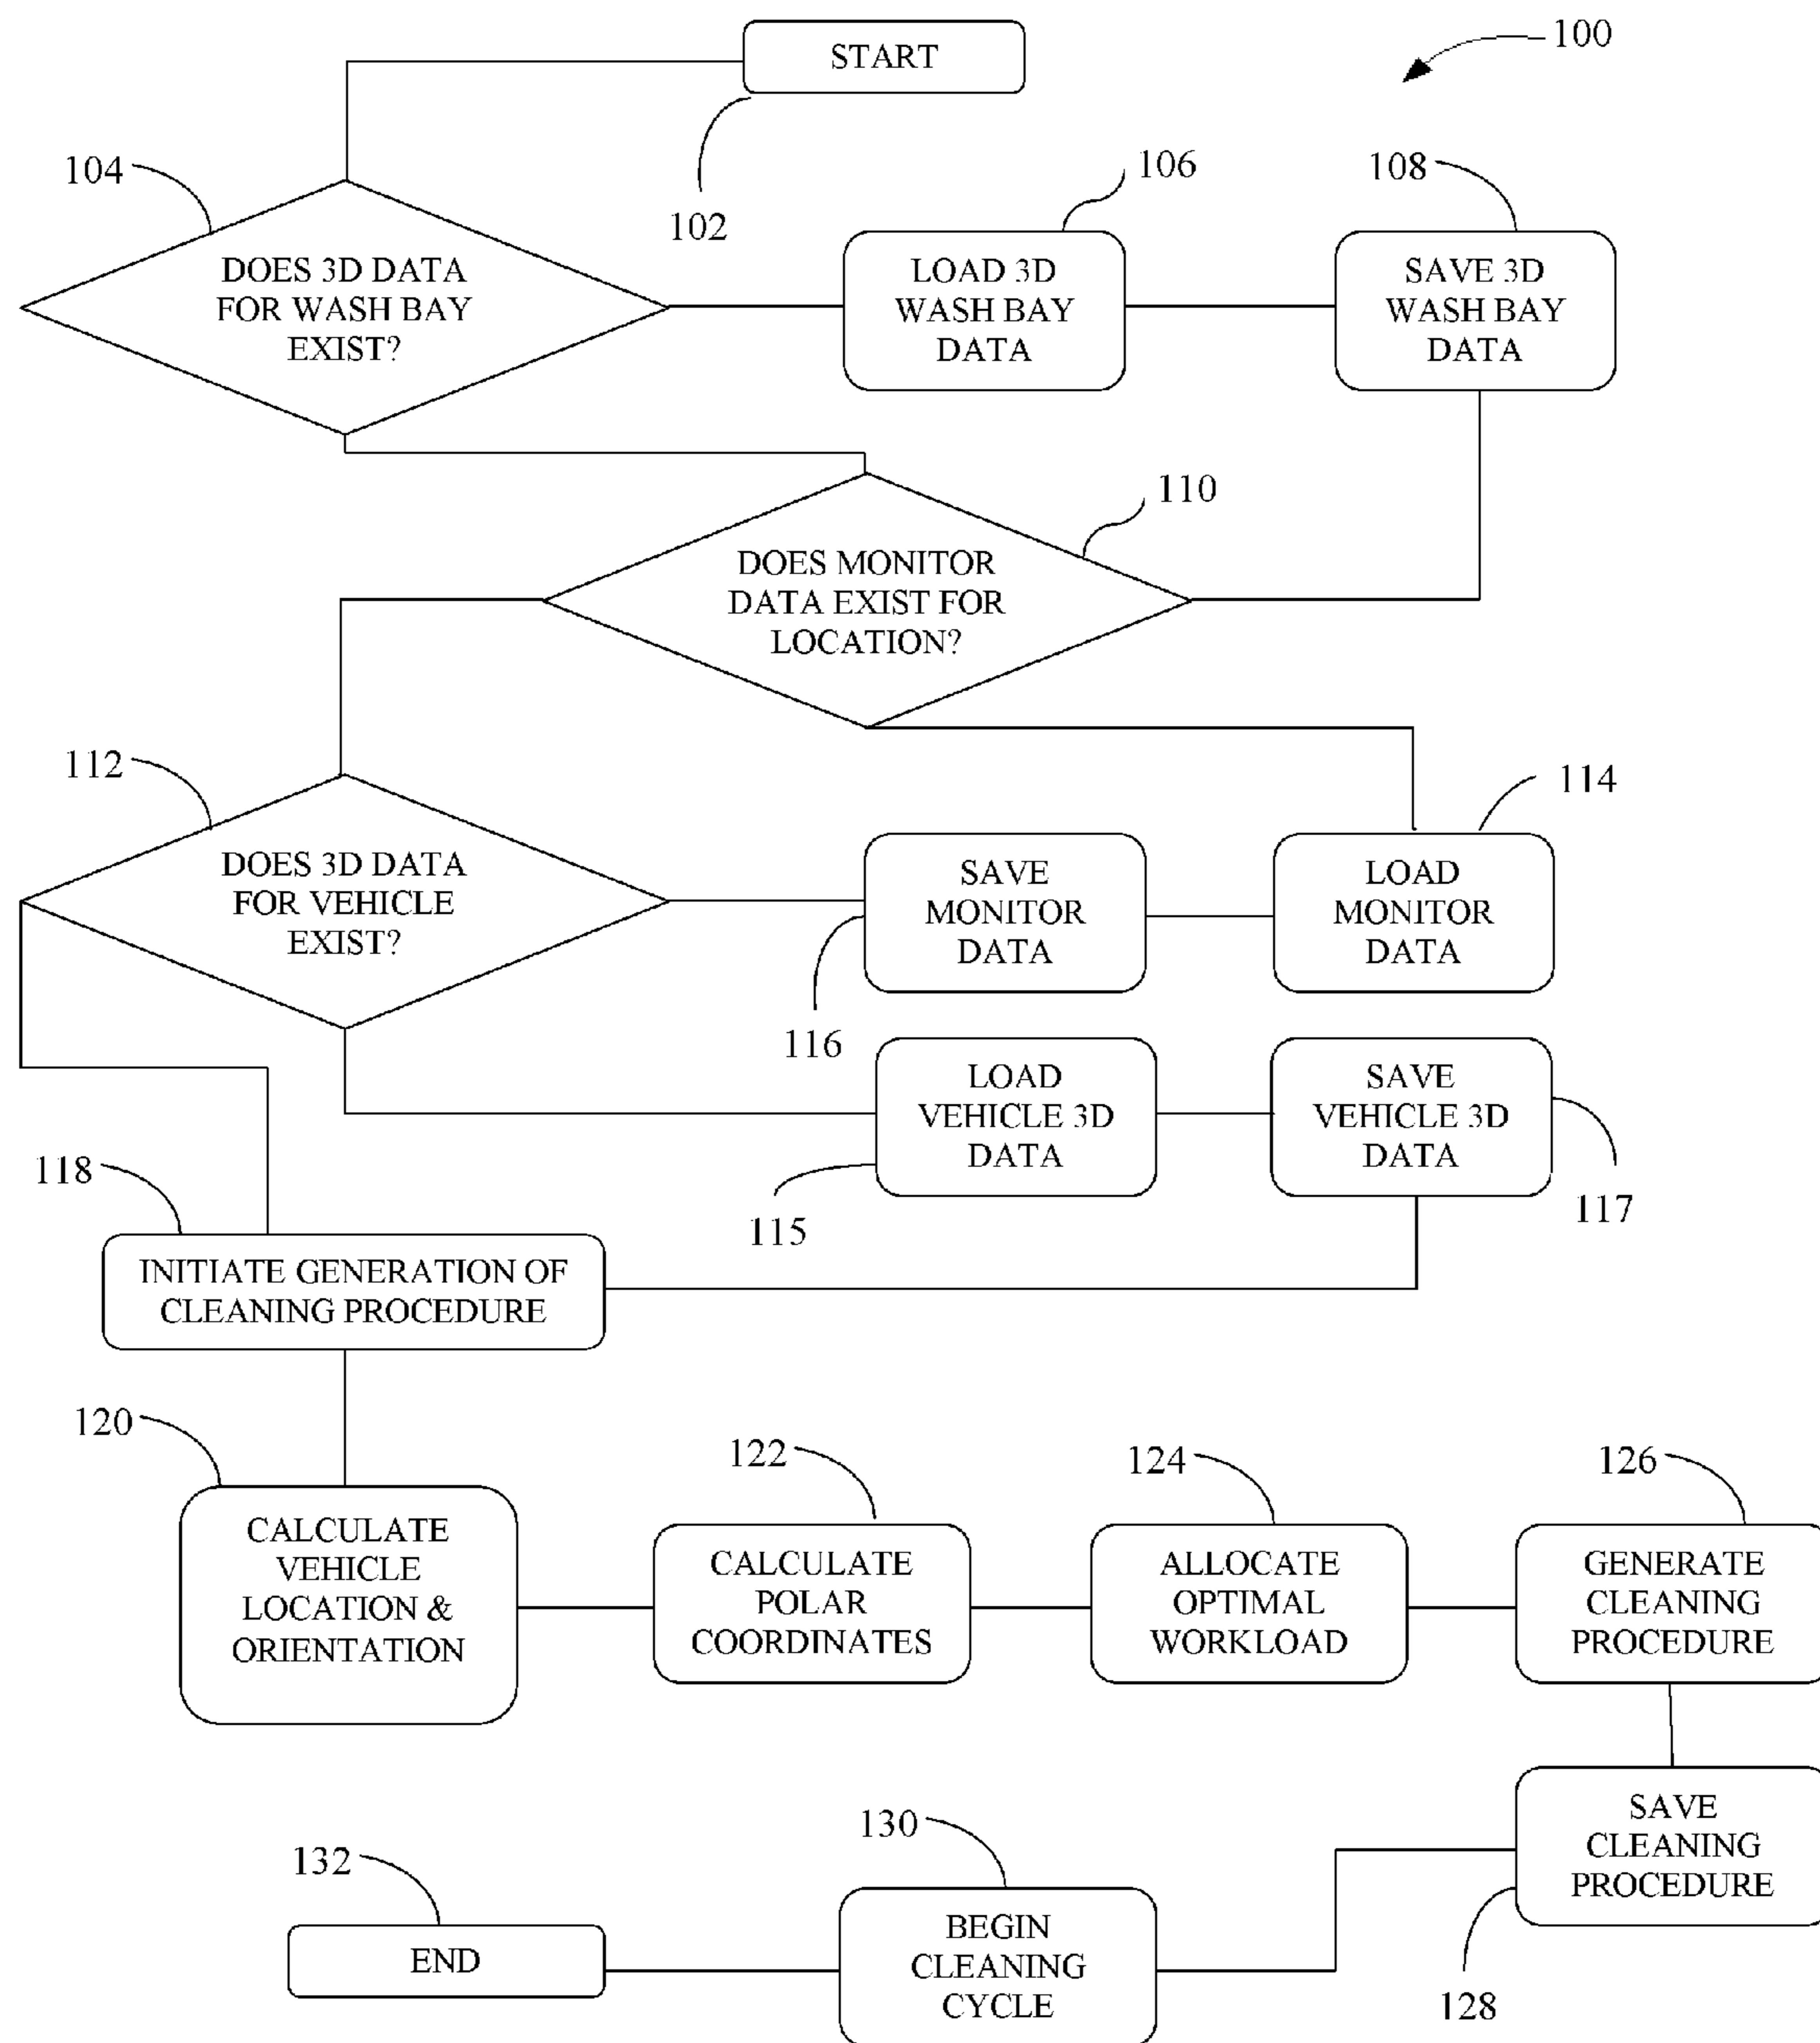 START
100
102
104
DOES 3D DATA
FOR WASH BAY
EXIST?
106
LOAD 3D
WASH BAY
DATA
108
SAVE 3D
WASH BAY
DATA
110
DOES MONITOR
DATA EXIST FOR
LOCATION?
112
DOES 3D DATA
FOR VEHICLE
EXIST?
116
SAVE
MONITOR
DATA
114
LOAD
MONITOR
DATA
115
LOAD
VEHICLE 3D
DATA
117
SAVE
VEHICLE 3D
DATA
118
INITIATE GENERATION OF
CLEANING PROCEDURE
120
CALCULATE
VEHICLE
LOCATION &
ORIENTATION
122
CALCULATE
POLAR
COORDINATES
124
ALLOCATE
OPTIMAL
WORKLOAD
126
GENERATE
CLEANING
PROCEDURE
128
SAVE
CLEANING
PROCEDURE
130
BEGIN
CLEANING
CYCLE
132
END